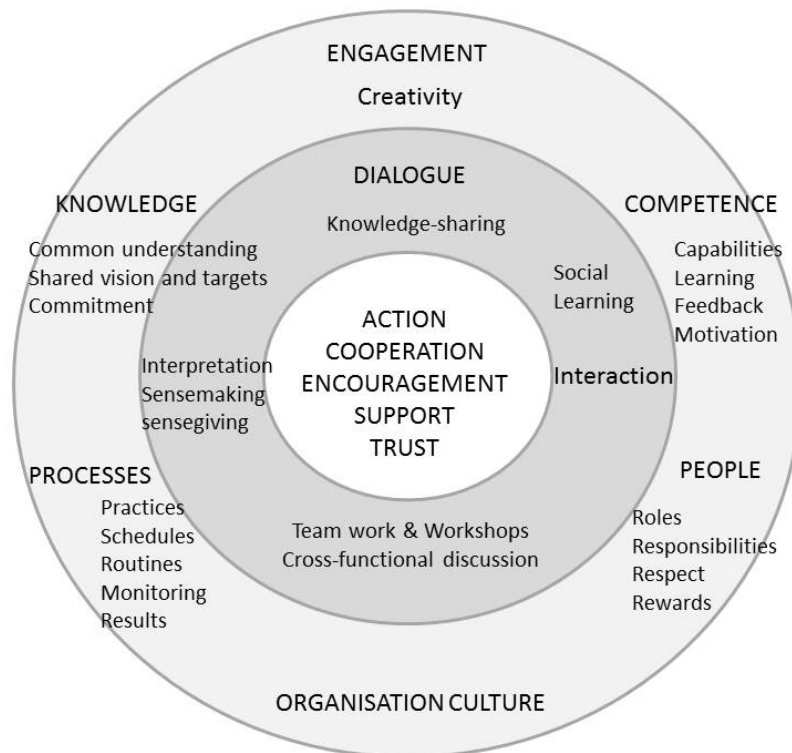 ENGAGEMENT
Creativity
DIALOGUE
Knowledge-sharing
KNOWLEDGE
Common understanding
Shared vision and targets
Commitment
COMPETENCE
Capabilities
Learning
Feedback
Motivation
Social
Learning
Interaction
ACTION
COOPERATION
ENCOURAGEMENT
SUPPORT
TRUST
Interpretation
Sensemaking
sensegiving
PROCESSES
Practices
Schedules
Routines
Monitoring
Results
Team work & Workshops
Cross-functional discussion
PEOPLE
Roles
Responsibilities
Respect
Rewards
ORGANISATION CULTURE